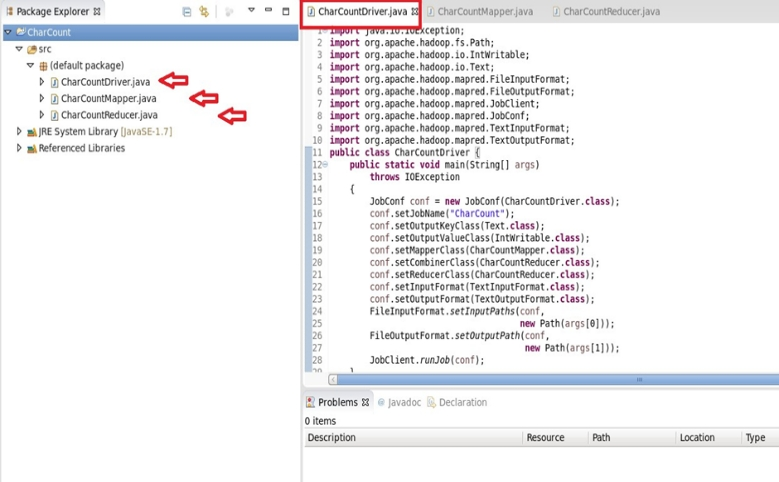 Package Explorer
CharCount
src
(default package)
CharCountDriver.java
CharCountMapper.java
CharCountReducer.java
JRE System Library [JavaSE-1.7]
Referenced Libraries
CharCountDriver.java CharCountMapper.java CharCountReducer.java
1 import java.io.IOException;
2 import org.apache.hadoop.fs.Path;
3 import org.apache.hadoop.io.IntWritable;
4 import org.apache.hadoop.io.Text;
5 import org.apache.hadoop.mapred.FileInputFormat;
6 import org.apache.hadoop.mapred.FileOutputFormat;
7 import org.apache.hadoop.mapred.JobClient;
8 import org.apache.hadoop.mapred.JobConf;
9 import org.apache.hadoop.mapred.TextInputFormat;
10 import org.apache.hadoop.mapred.TextOutputFormat;
11 public class CharCountDriver {
12 public static void main(String[] args)
13 throws IOException
14 {
15 JobConf conf = new JobConf(CharCountDriver.class);
16 conf.setJobName("CharCount");
17 conf.setOutputKeyClass(Text.class);
18 conf.setOutputValueClass(IntWritable.class);
19 conf.setMapperClass(CharCountMapper.class);
20 conf.setCombinerClass(CharCountReducer.class);
21 conf.setReducerClass(CharCountReducer.class);
22 conf.setInputFormat(TextInputFormat.class);
23 conf.setOutputFormat(TextOutputFormat.class);
24 FileInputFormat.setInputPaths(conf,
25 new Path(args[0]));
26 FileOutputFormat.setOutputPath(conf,
27 new Path(args[1]));
28 JobClient.runJob(conf);
29 }
Problems Javadoc Declaration
0 items
Description Resource Path Location Type